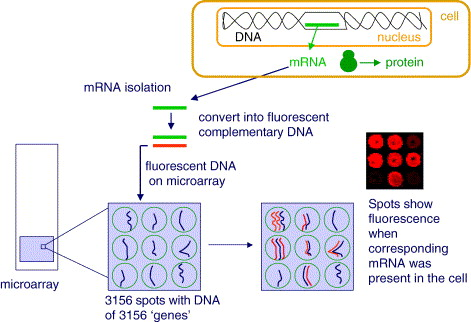 cell
DNA
nucleus
mRNA
protein
mRNA isolation
convert into fluorescent
complementary DNA
fluorescent DNA
on microarray
microarray
3156 spots with DNA
of 3156 ‘genes’
Spots show
fluorescence
when
corresponding
mRNA was
present in the cell